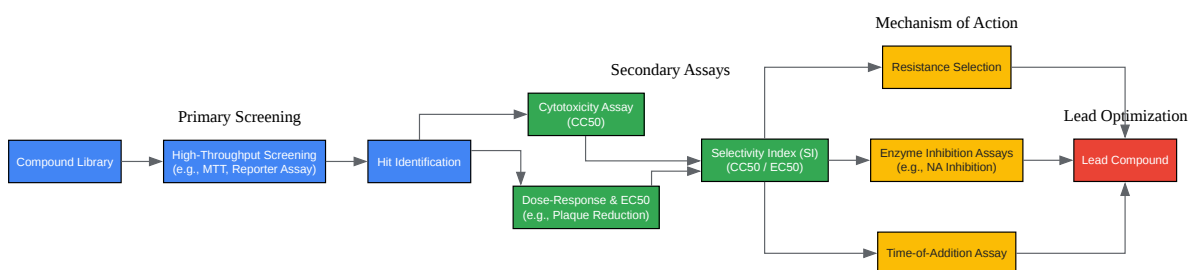 Mechanism of Action
Resistance Selection
Secondary Assays
Cytotoxicity Assay
(CC50)
Primary Screening
Lead Optimization
Compound Library
High-Throughput Screening
(e.g., MTT, Reporter Assay)
Hit Identification
Selectivity Index (SI)
(CC50 / EC50)
Enzyme Inhibition Assays
(e.g., NA Inhibition)
Lead Compound
Dose-Response & EC50
(e.g., Plaque Reduction)
Time-of-Addition Assay